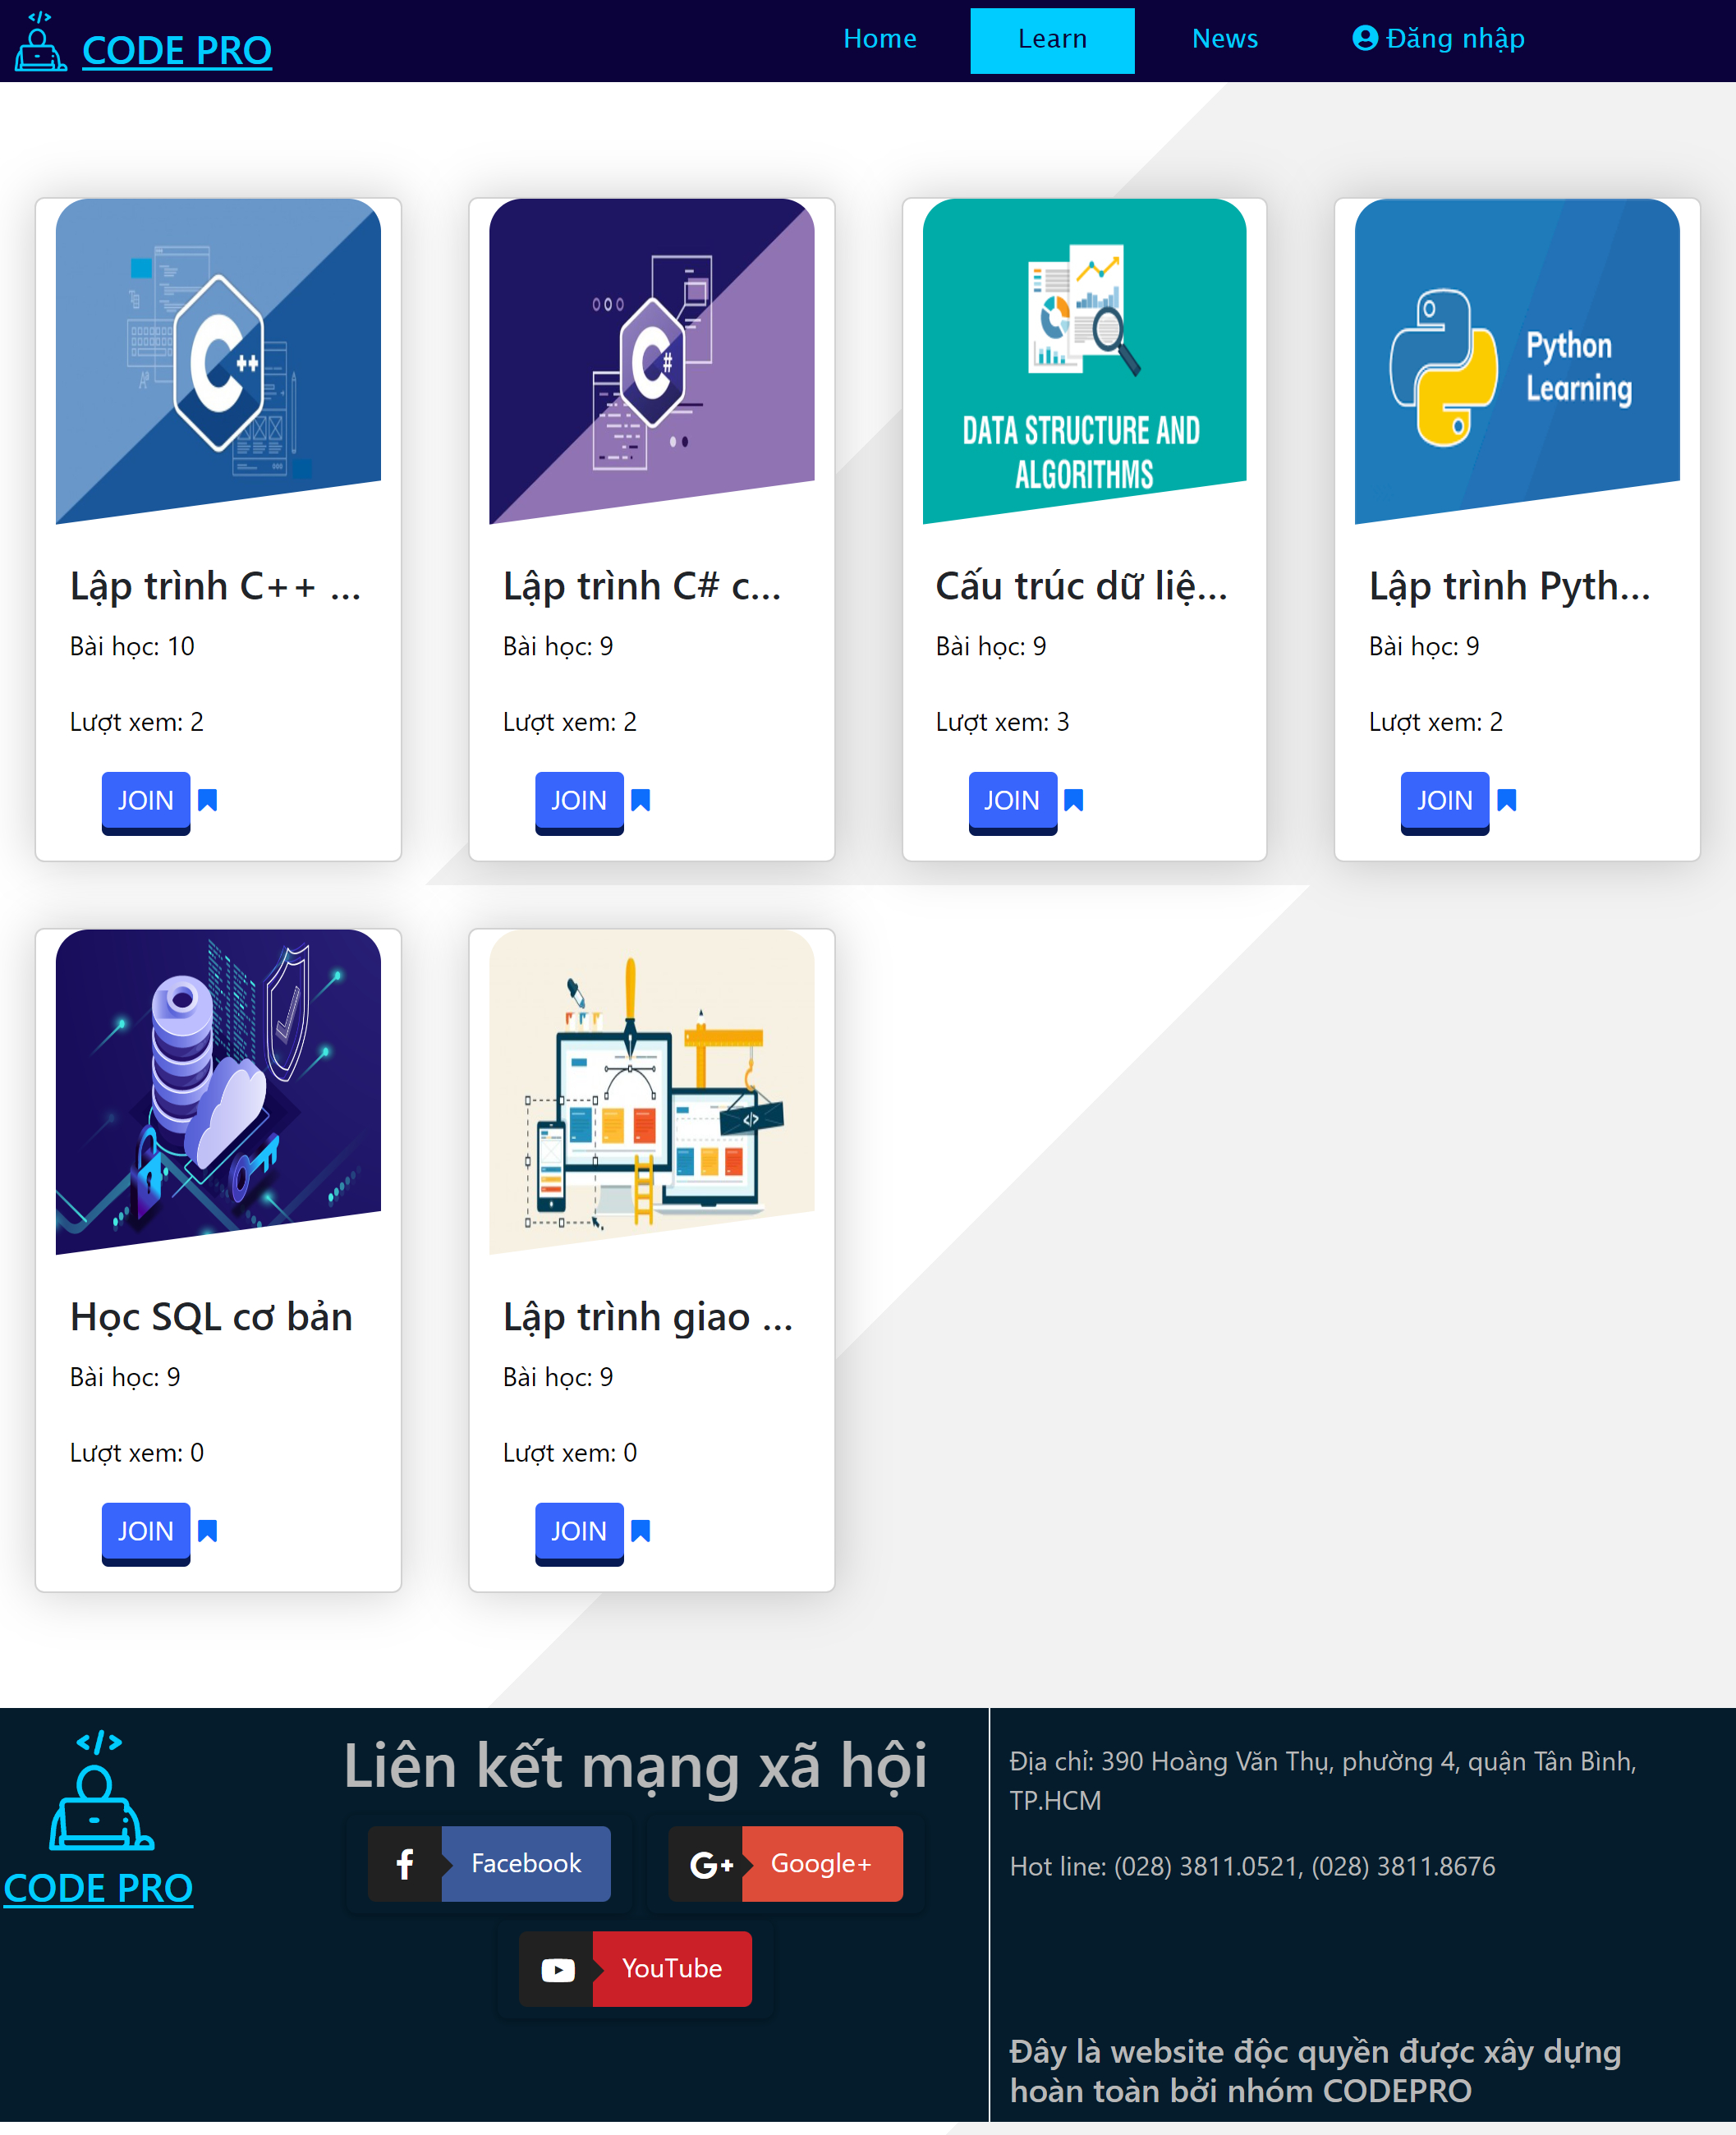 CODE PRO
Home
Learn
News
Đăng nhập
C++
C#
DATA STRUCTURE AND
ALGORITHMS
Python
Learning
Lập trình C++ ...
Lập trình C# c...
Cấu trúc dữ liệ...
Lập trình Pyth...
Bài học: 10
Bài học: 9
Bài học: 9
Bài học: 9
Lượt xem: 2
Lượt xem: 2
Lượt xem: 3
Lượt xem: 2
JOIN
JOIN
JOIN
JOIN
Học SQL cơ bản
Lập trình giao ...
Bài học: 9
Bài học: 9
Lượt xem: 0
Lượt xem: 0
JOIN
JOIN
CODE PRO
Liên kết mạng xã hội
Facebook
G+
Google+
YouTube
Địa chỉ: 390 Hoàng Văn Thụ, phường 4, quận Tân Bình,
TP.HCM
Hot line: (028) 3811.0521, (028) 3811.8676
Đây là website độc quyền được xây dựng
hoàn toàn bởi nhóm CODEPRO